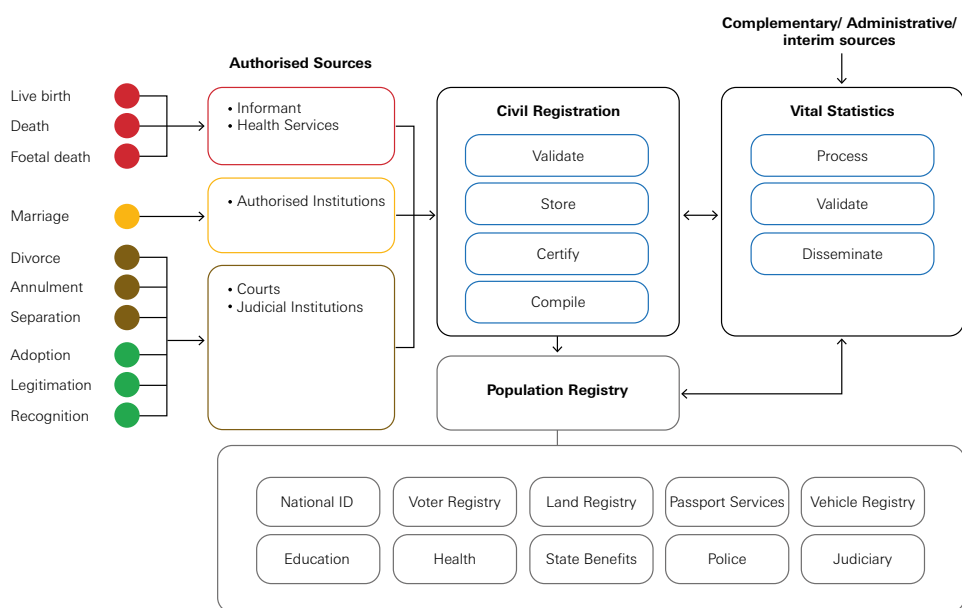 Complementary/ Administrative/
interim sources
Authorised Sources
Live birth
Death
Foetal death
Marriage
Divorce
Annulment
Separation
Adoption
Legitimation
Recognition
• Informant
• Health Services
• Authorised Institutions
• Courts
• Judicial Institutions
Civil Registration
Validate
Store
Certify
Compile
Vital Statistics
Process
Validate
Disseminate
Population Registry
National ID
Voter Registry
Land Registry
Passport Services
Vehicle Registry
Education
Health
State Benefits
Police
Judiciary